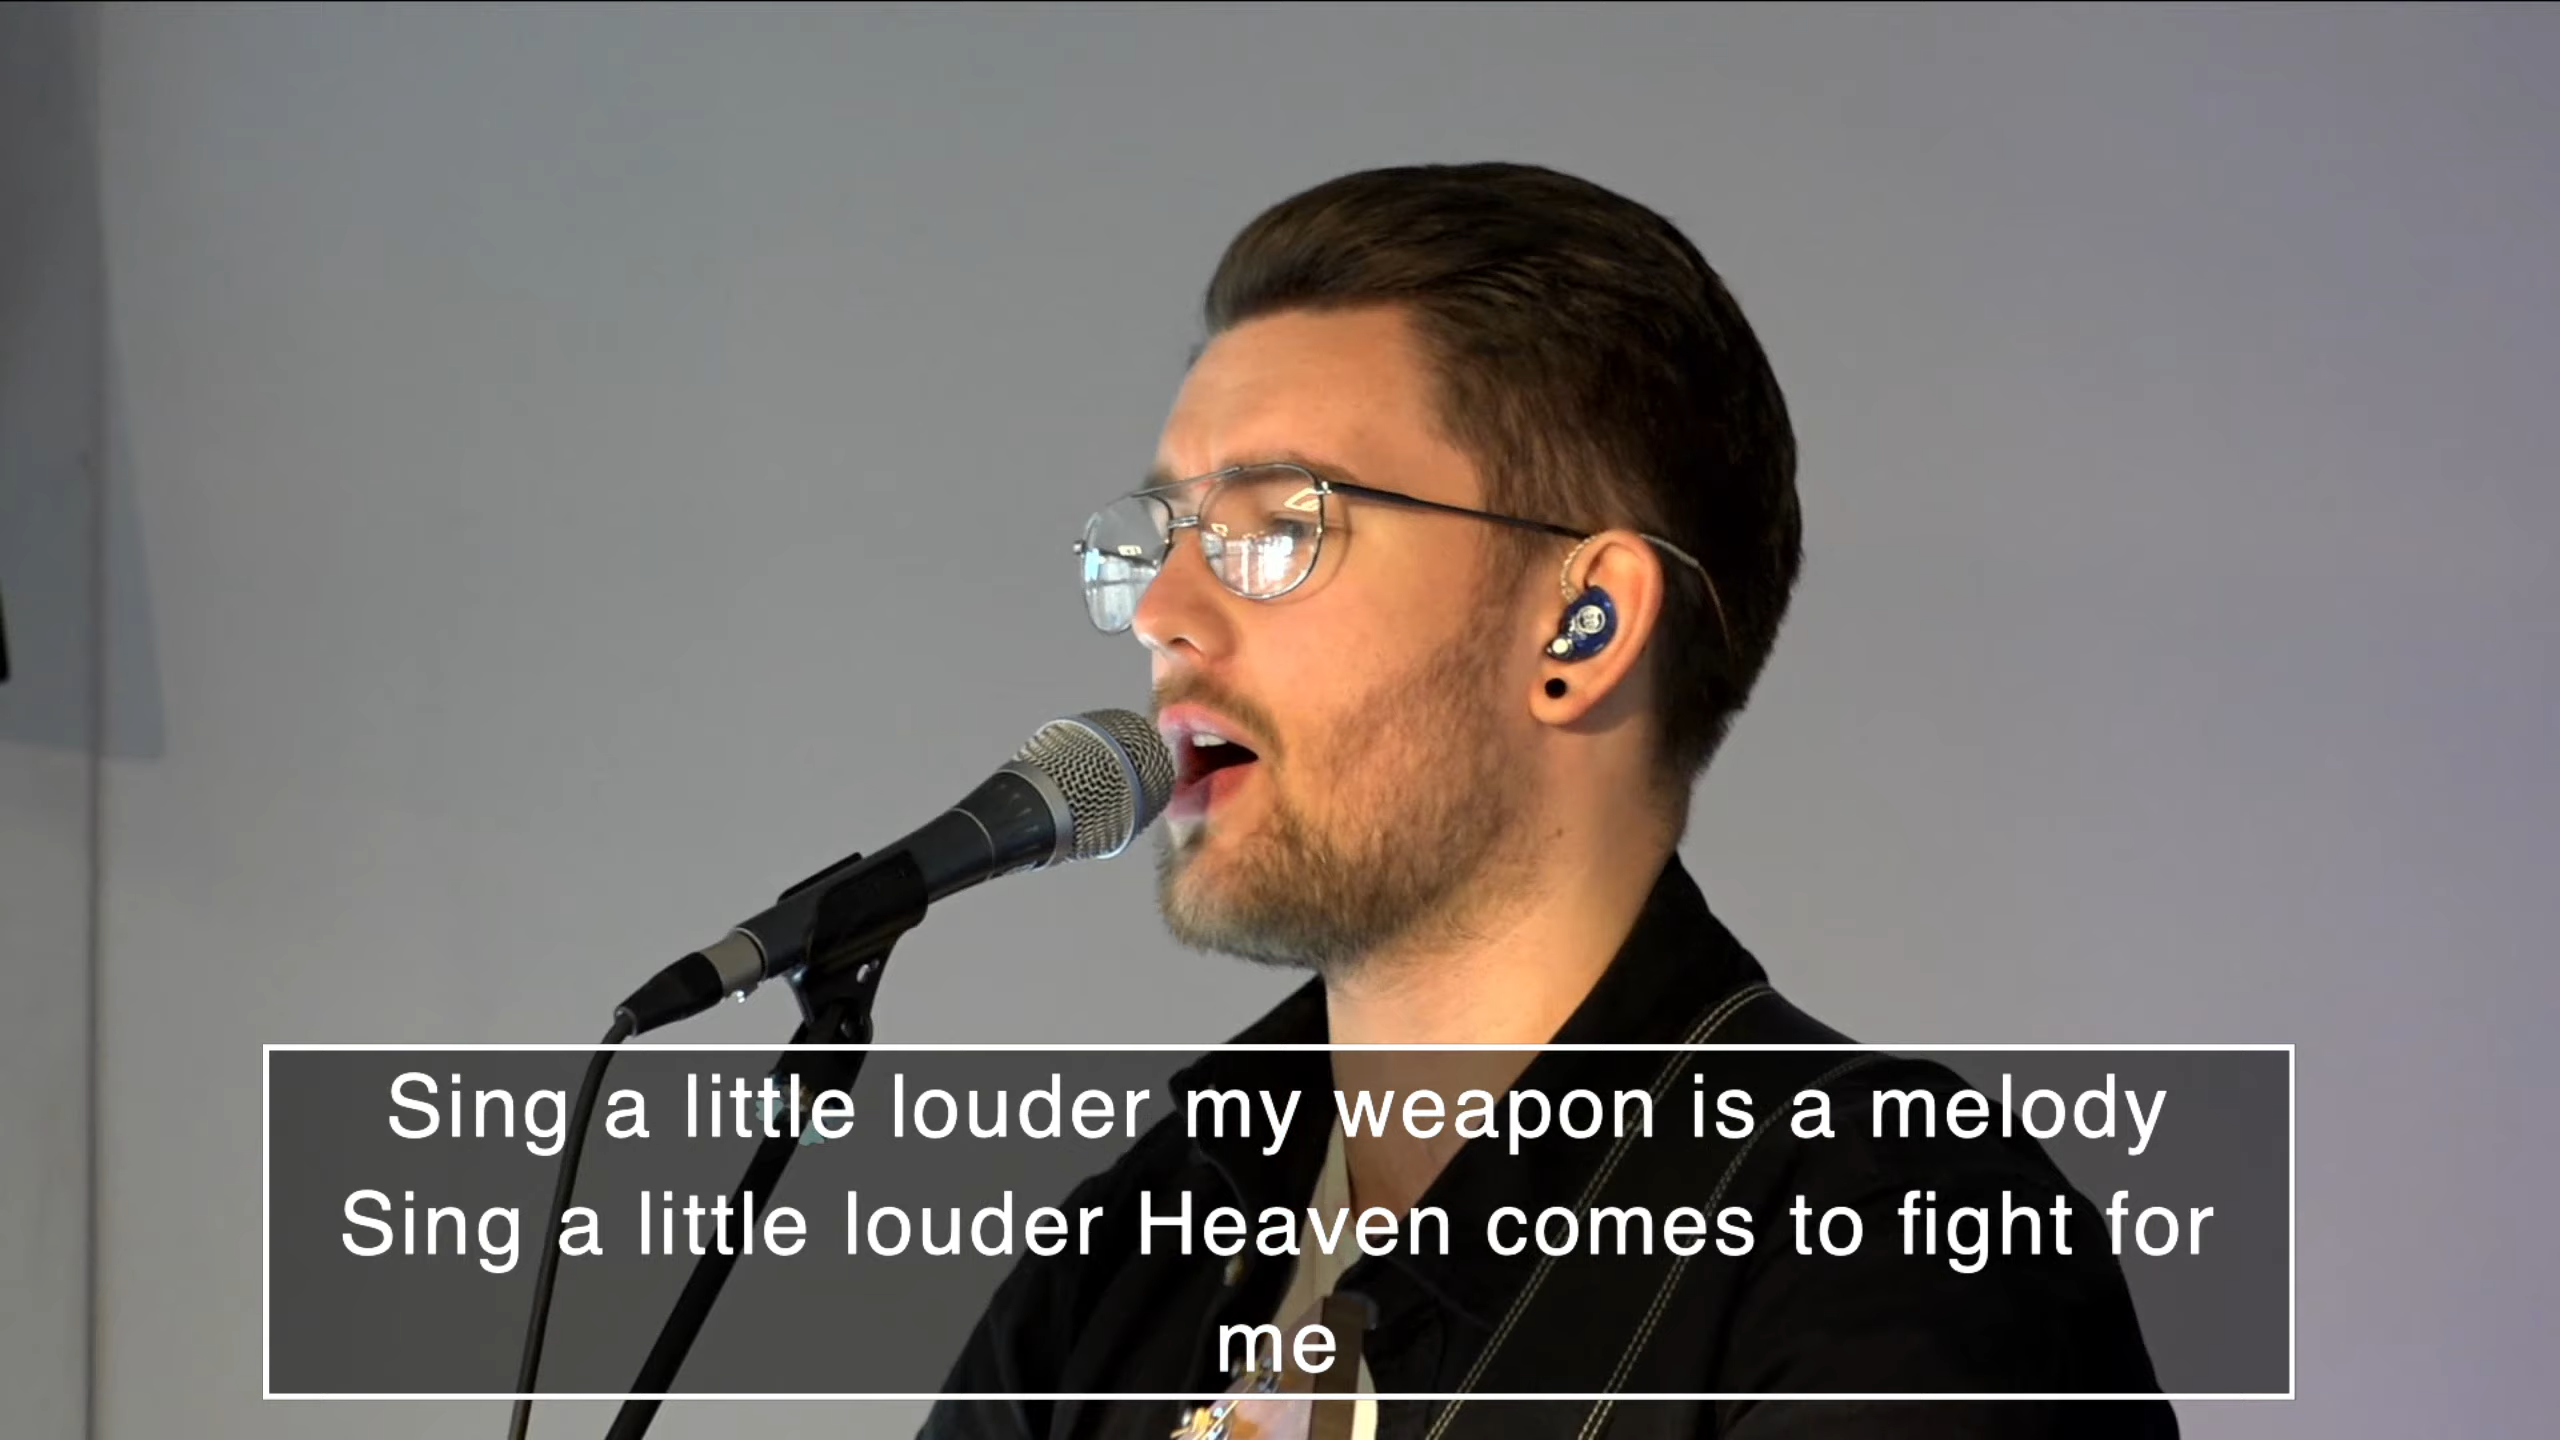 Sing a little louder my weapon is a melody
Sing a little louder Heaven comes to fight for
me